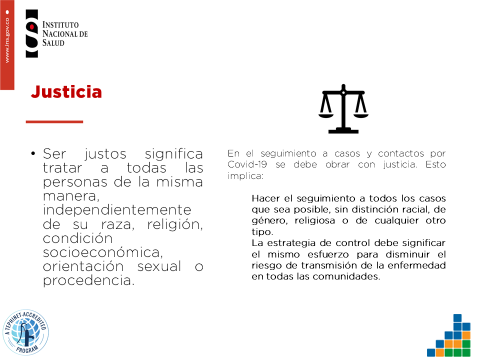 www.ins.gov.co
INSTITUTO
NACIONAL DE
SALUD
Justicia
• Ser justos significa
tratar a todas las
personas de la misma
manera,
independientemente
de su raza, religión,
condición
socioeconómica,
orientación sexual o
procedencia.
En el seguimiento a casos y contactos por
Covid-19 se debe obrar con justicia. Esto
implica:
Hacer el seguimiento a todos los casos
que sea posible, sin distinción racial, de
género, religiosa o de cualquier otro
tipo.
La estrategia de control debe significar
el mismo esfuerzo para disminuir el
riesgo de transmisión de la enfermedad
en todas las comunidades.
A TEPHINET ACCREDITED
PROGRAM